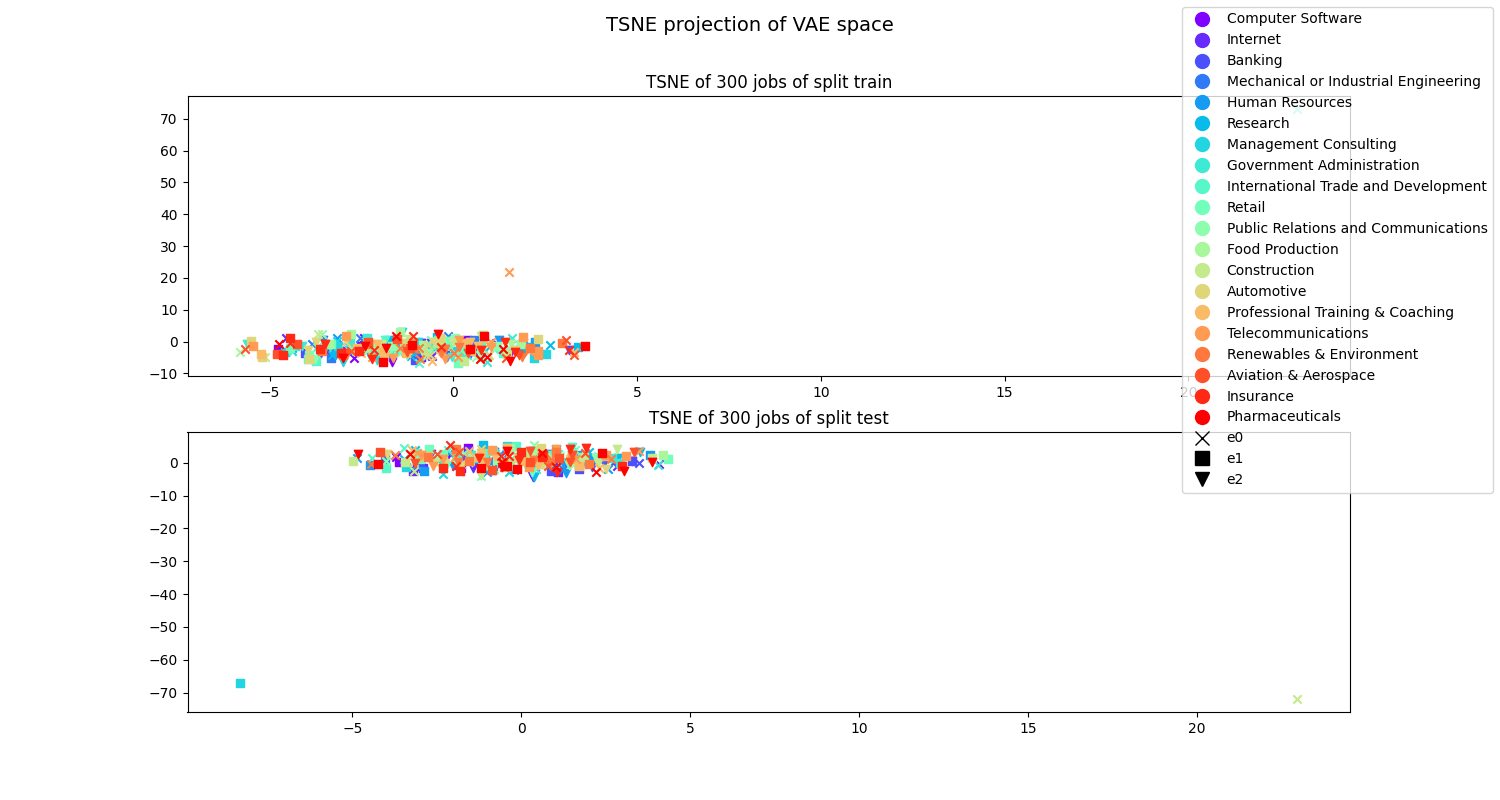 TSNE projection of VAE space
TSNE of 300 jobs of split train
70
60
50
40
30
20
10
0
−10
−5
0
5
10
15
20
TSNE of 300 jobs of split test
0
−10
−20
−30
−40
−50
−60
−70
−5
0
5
10
15
20
Computer Software
Internet
Banking
Mechanical or Industrial Engineering
Human Resources
Research
Management Consulting
Government Administration
International Trade and Development
Retail
Public Relations and Communications
Food Production
Construction
Automotive
Professional Training & Coaching
Telecommunications
Renewables & Environment
Aviation & Aerospace
Insurance
Pharmaceuticals
e0
e1
e2